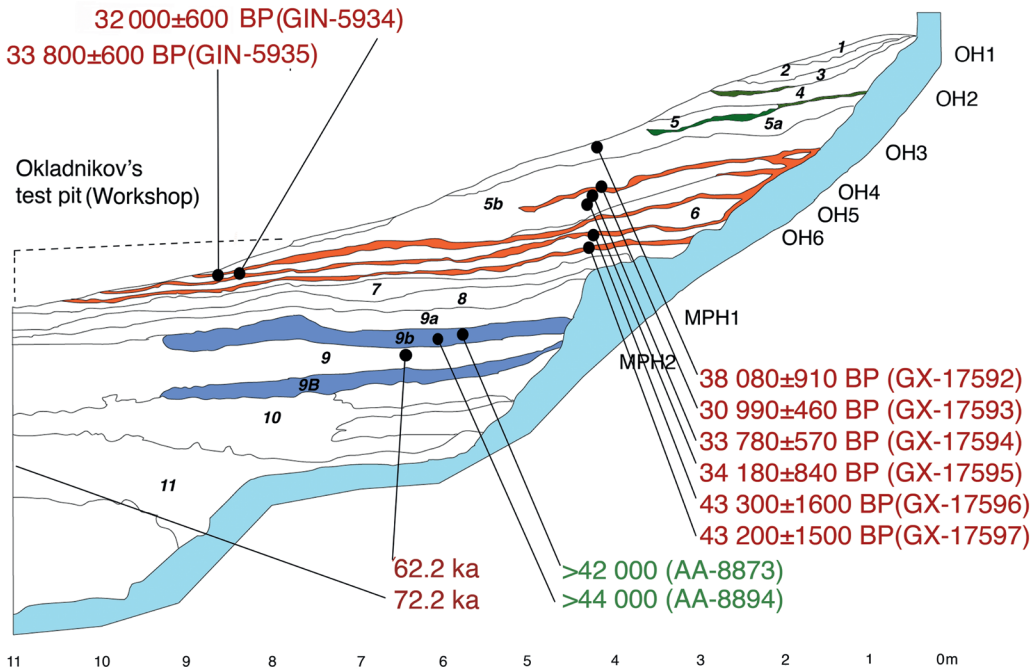 32 000±600 BP(GIN-5934)
33 800±600 BP(GIN-5935)
Okladnikov's
test pit (Workshop)
1
2
3
4
5
5a
5b
6
7
8
9a
9b
9
9B
10
11
OH1
OH2
OH3
OH4
OH5
OH6
MPH1
MPH2
38 080±910 BP (GX-17592)
30 990±460 BP (GX-17593)
33 780±570 BP (GX-17594)
34 180±840 BP (GX-17595)
43 300±1600 BP(GX-17596)
43 200±1500 BP(GX-17597)
62.2 ka
72.2 ka
>42 000 (AA-8873)
>44 000 (AA-8894)
11 10 9 8 7 6 5 4 3 2 1 0m